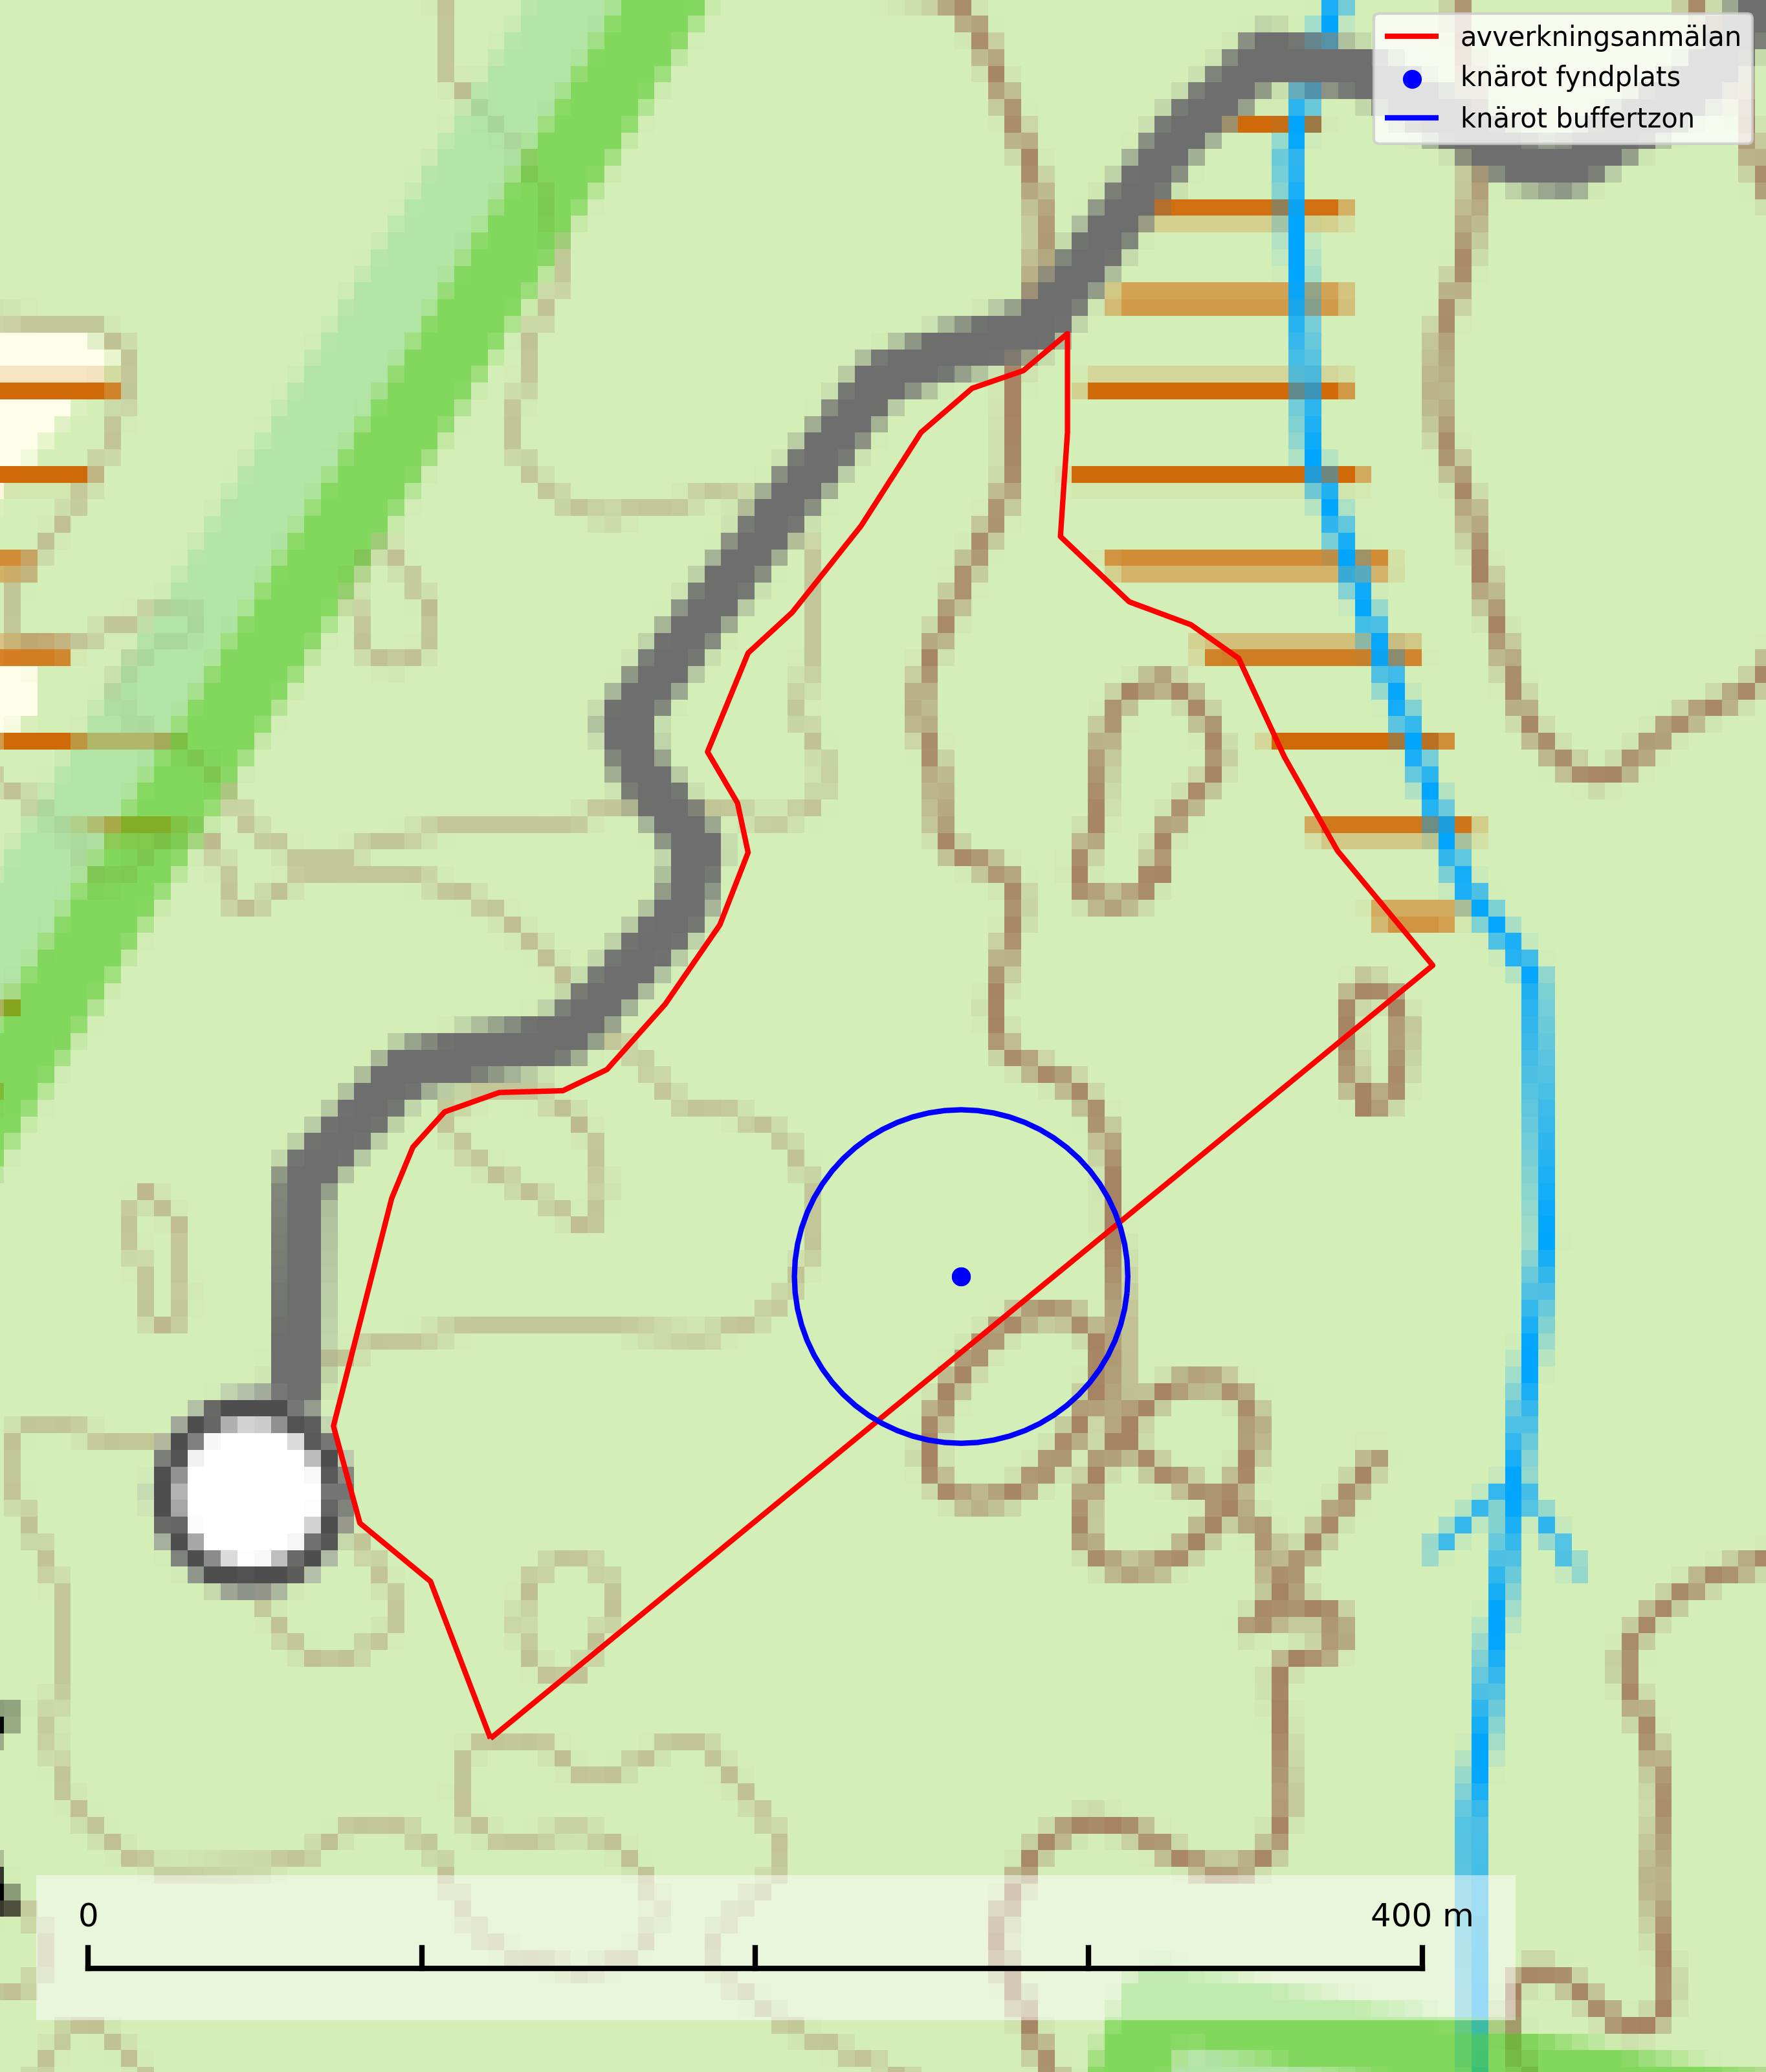 avverkningsanmälan
knärot fyndplats
knärot buffertzon
0
400 m